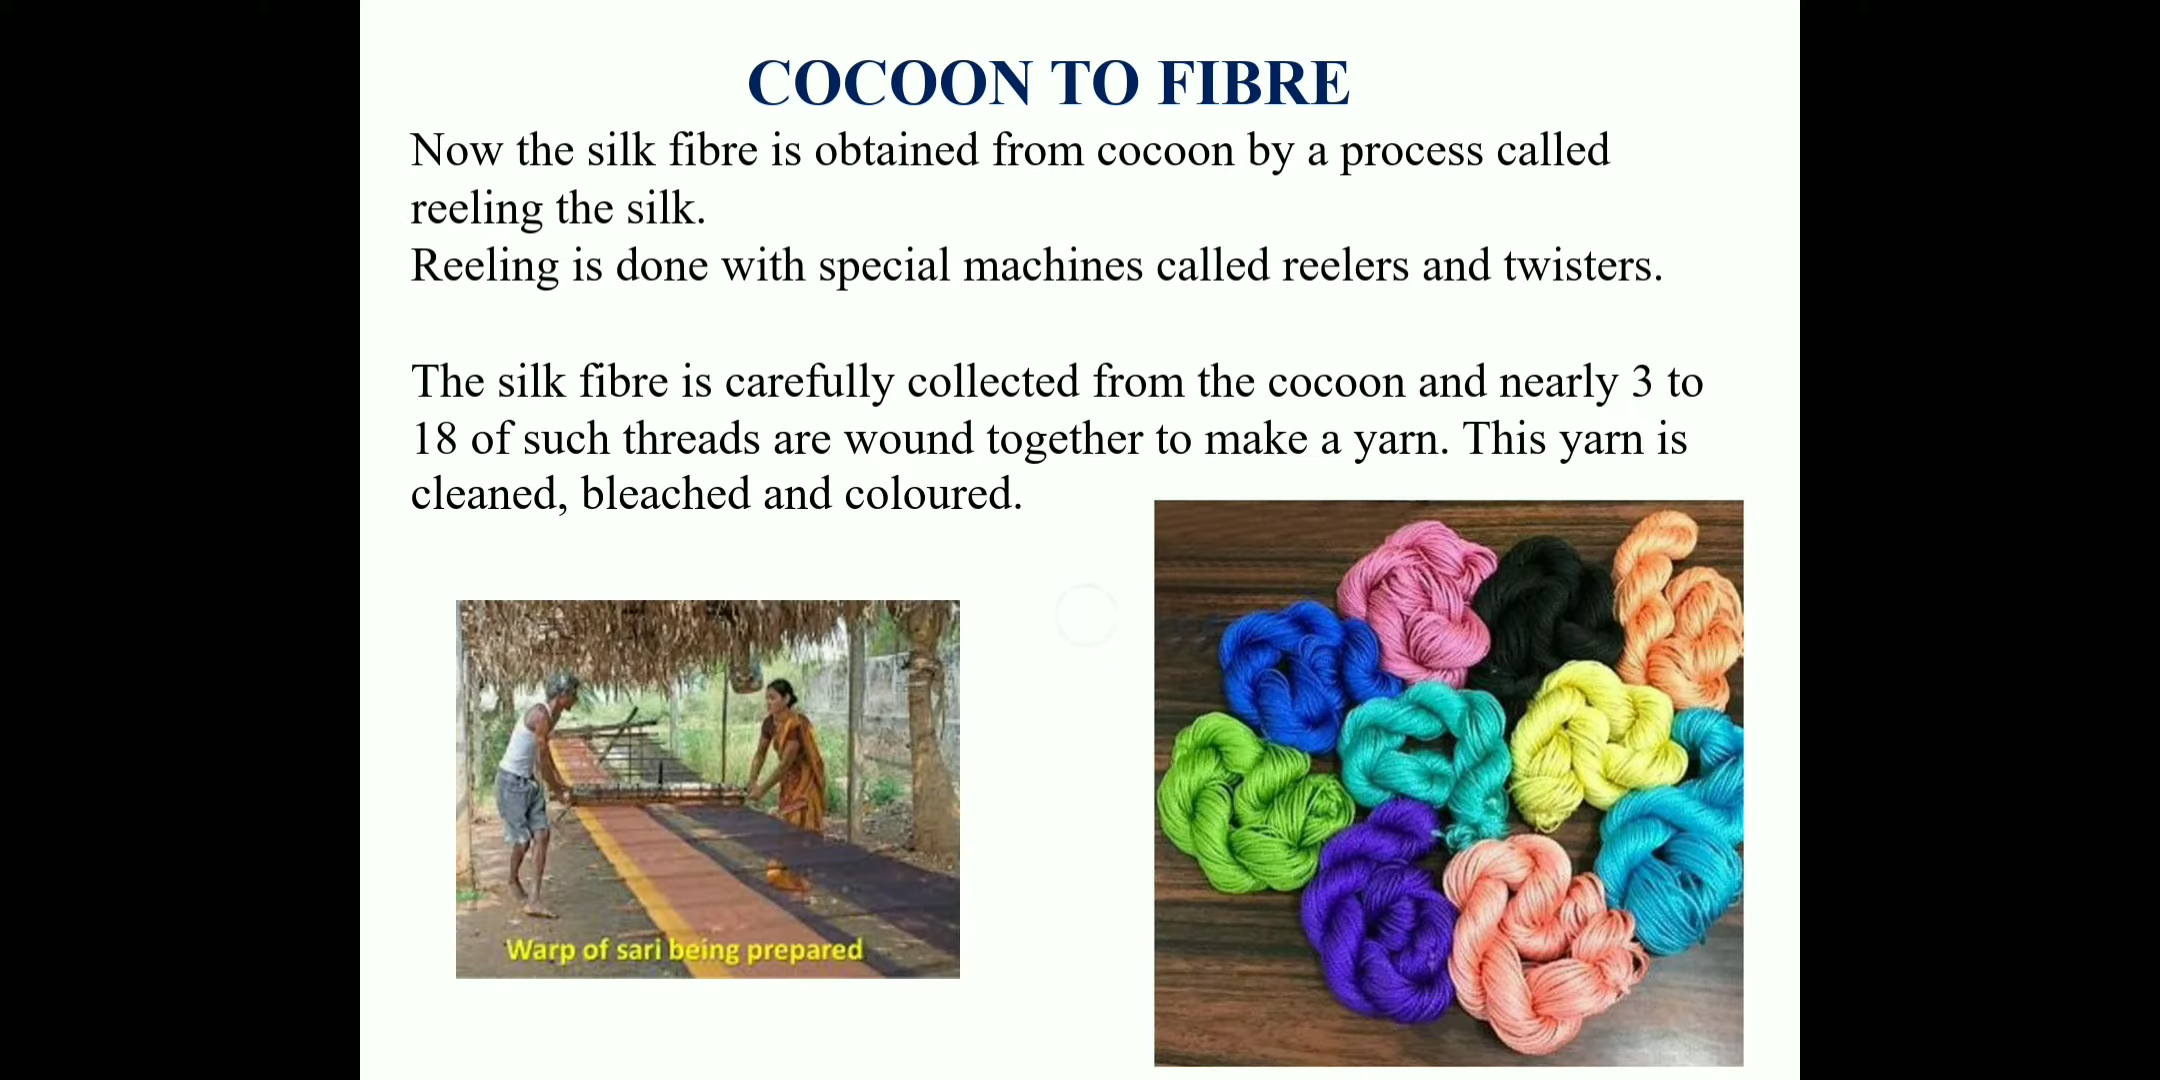 COCOON TO FIBRE
Now the silk fibre is obtained from cocoon by a process called
reeling the silk.
Reeling is done with special machines called reelers and twisters.
The silk fibre is carefully collected from the cocoon and nearly 3 to
18 of such threads are wound together to make a yarn. This yarn is
cleaned, bleached and coloured.
Warp of sari being prepared